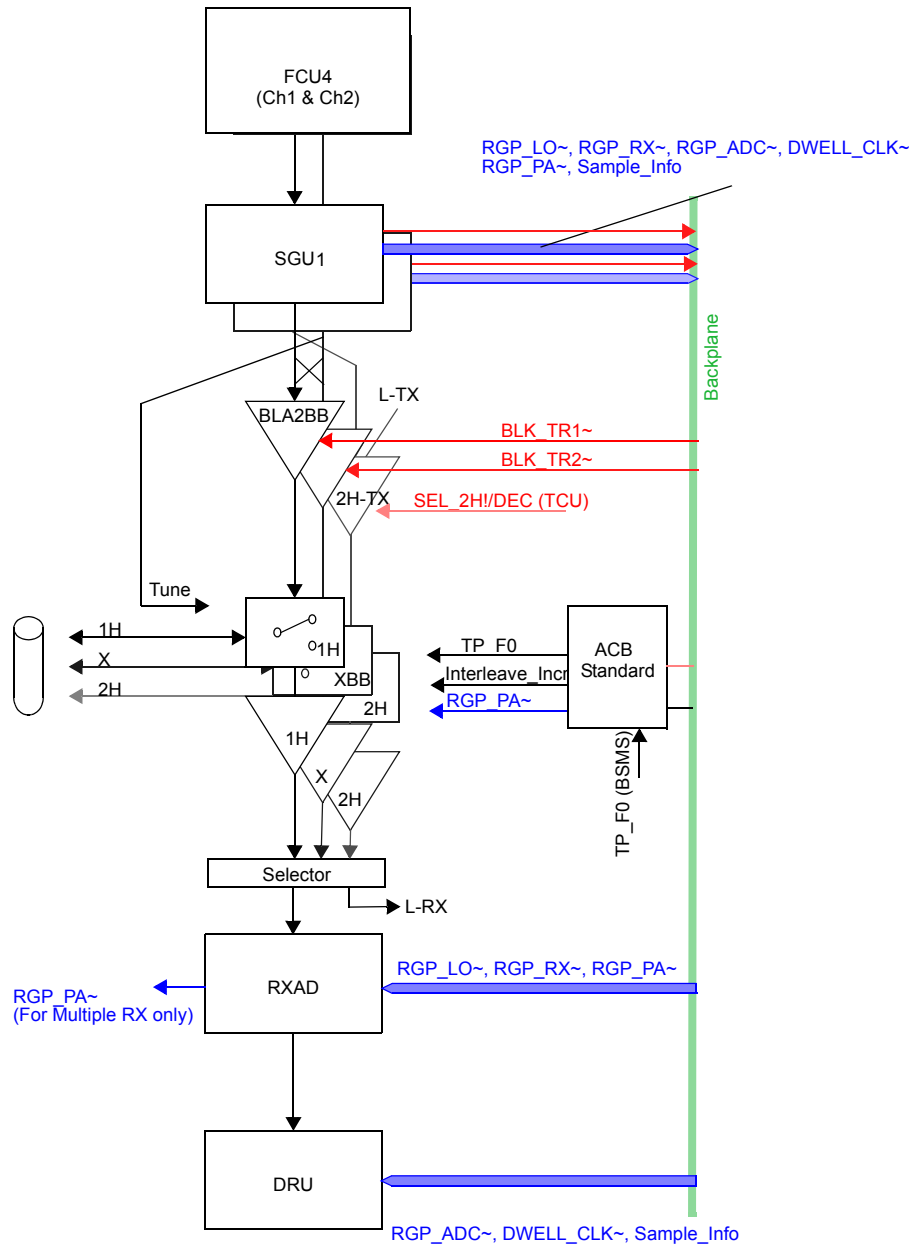 FCU4
(Ch1 & Ch2)
RGP_LO~, RGP_RX~, RGP_ADC~, DWELL_CLK~
RGP_PA~, Sample_Info
SGU1
Backplane
L-TX
BLA2BB
BLK_TR1~
BLK_TR2~
2H-TX
SEL_2H!/DEC (TCU)
Tune
1H
1H
X
XBB
2H
2H
TP_F0
Interleave_Incr
RGP_PA~
ACB
Standard
TP_F0 (BSMS)
1H
X
2H
Selector
L-RX
RXAD
RGP_LO~, RGP_RX~, RGP_PA~
RGP_PA~
(For Multiple RX only)
DRU
RGP_ADC~, DWELL_CLK~, Sample_Info